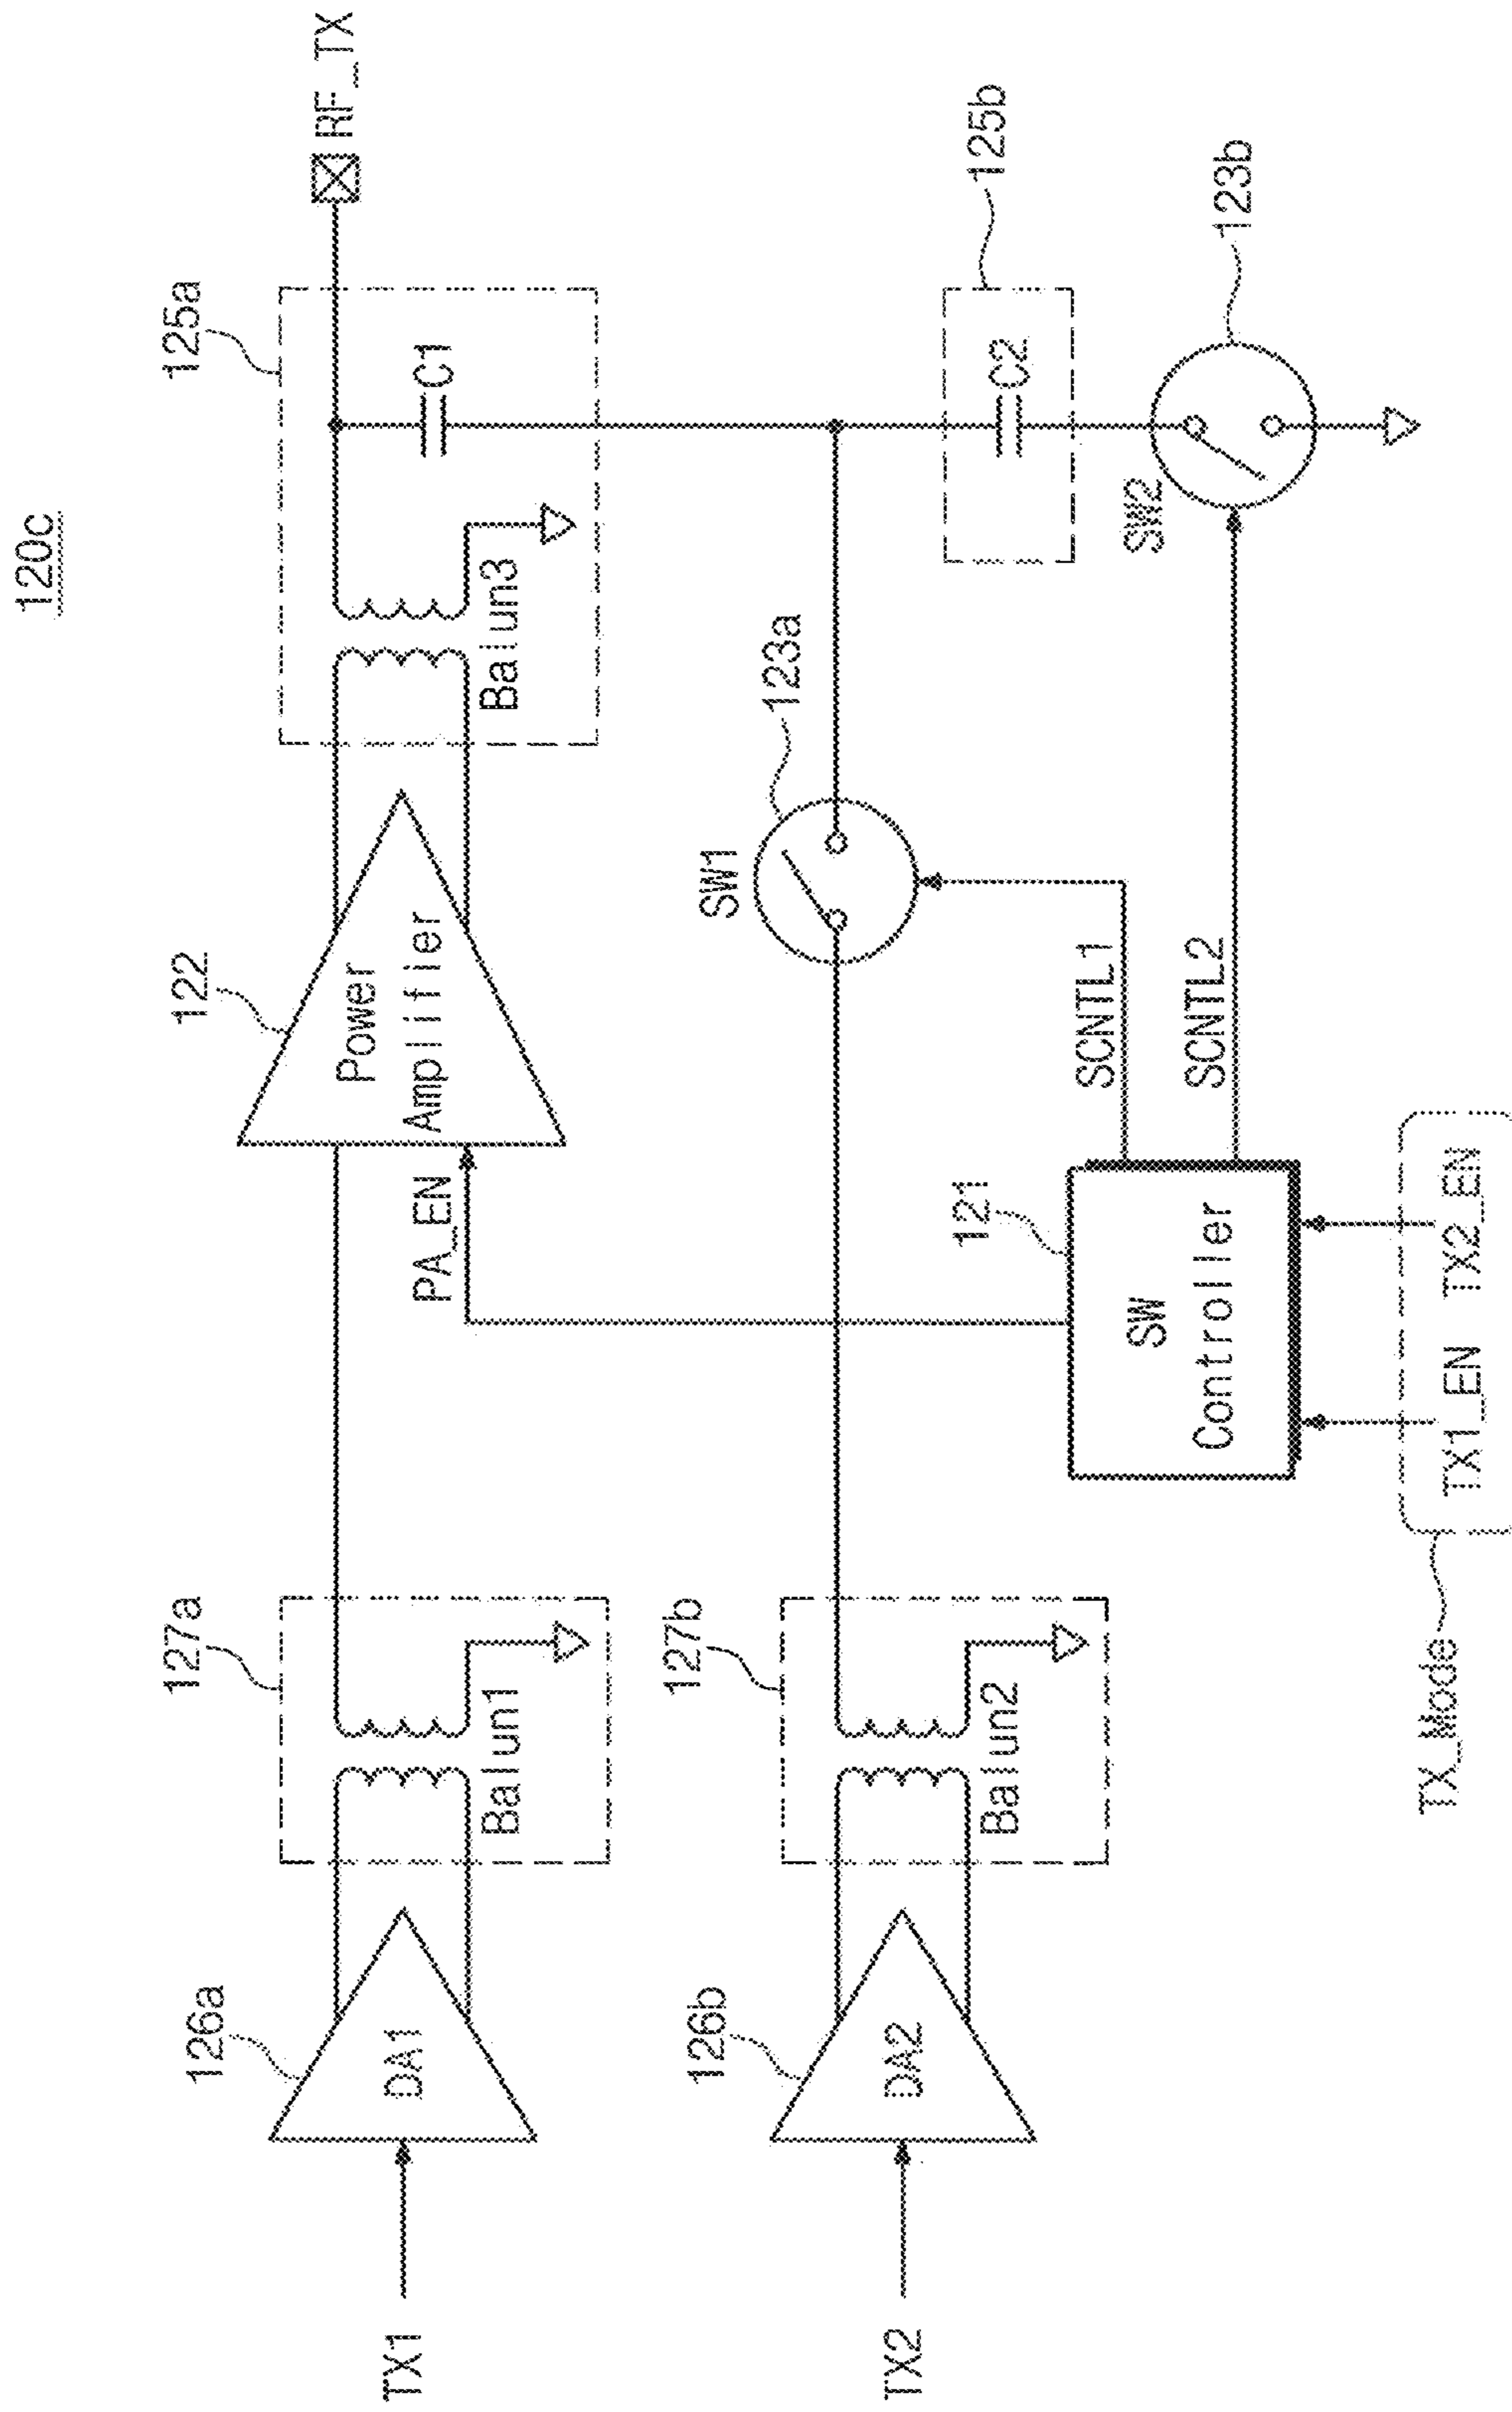 120c
125a
RF_TX
122
C1
127a
126a
Power
Amplifier
Balun3
TX1
DA1
Balun1
PA_EN
125b
SW1
123a
127b
126b
C2
123b
TX2
DA2
Balun2
121
SCNTL1
SW2
SW
Controller
SCNTL2
TX_Mode
TX1_EN TX2_EN